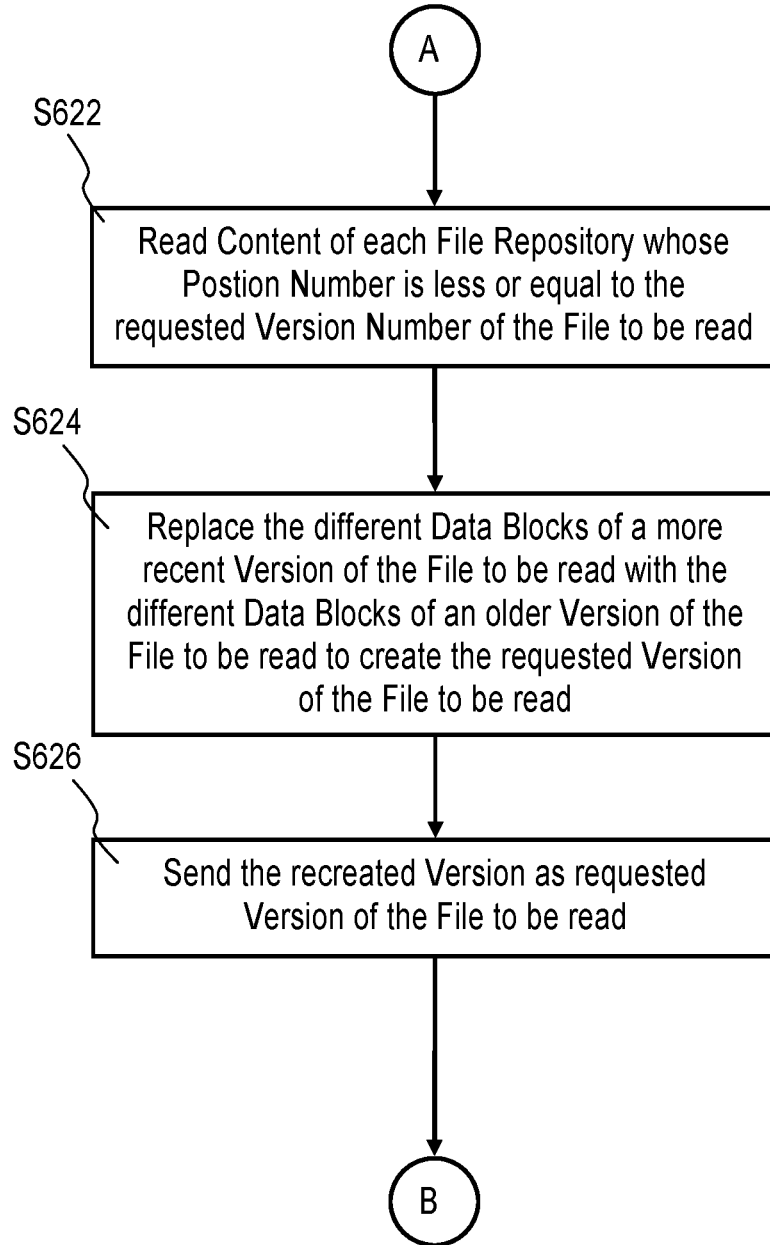 A
S622
Read Content of each File Repository whose
Postion Number is less or equal to the
requested Version Number of the File to be read
S624
Replace the different Data Blocks of a more
recent Version of the File to be read with the
different Data Blocks of an older Version of the
File to be read to create the requested Version
of the File to be read
S626
Send the recreated Version as requested
Version of the File to be read
B